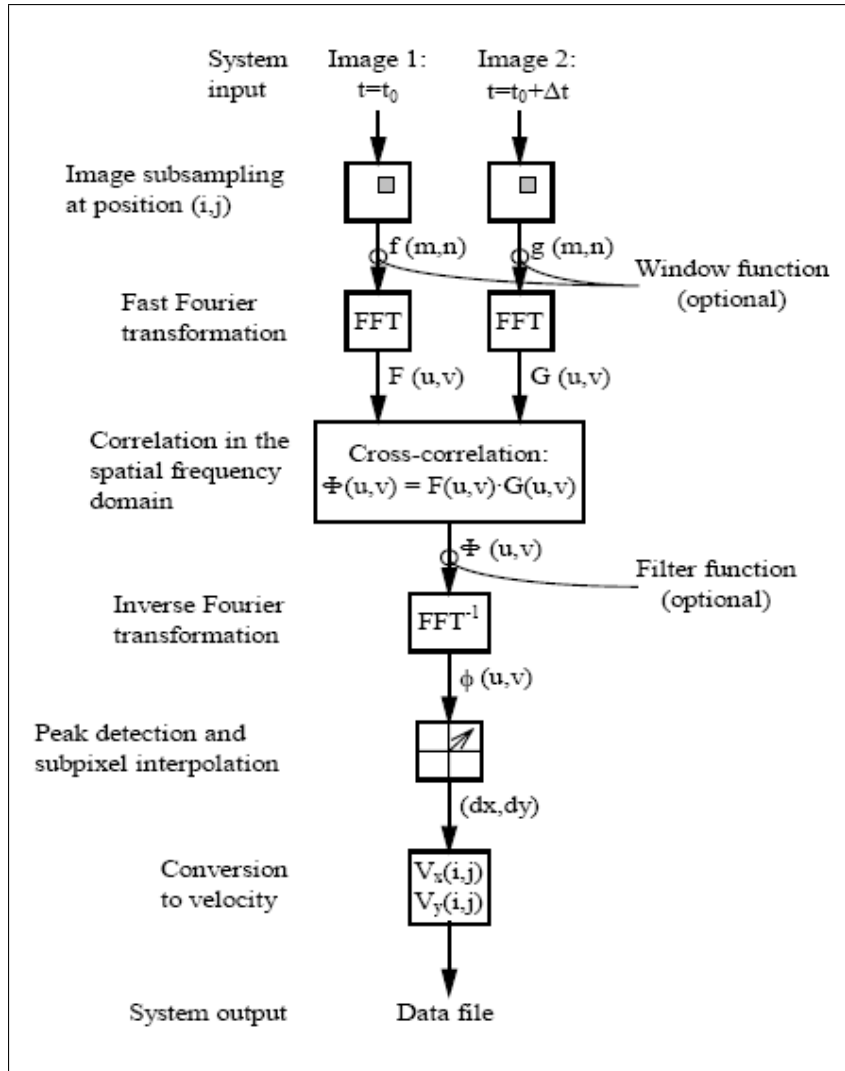 System input
Image 1: t=t₀
Image 2: t=t₀+Δt
Image subsampling
at position (i,j)
f (m,n)
g (m,n)
Window function
(optional)
Fast Fourier
transformation
FFT
FFT
F (u,v)
G (u,v)
Correlation in the
spatial frequency
domain
Cross-correlation:
Φ(u,v) = F(u,v)·G(u,v)
Φ (u,v)
Filter function
(optional)
Inverse Fourier
transformation
FFT⁻¹
ϕ (u,v)
Peak detection and
subpixel interpolation
(dx,dy)
Conversion
to velocity
Vₓ(i,j)
Vᵧ(i,j)
System output
Data file